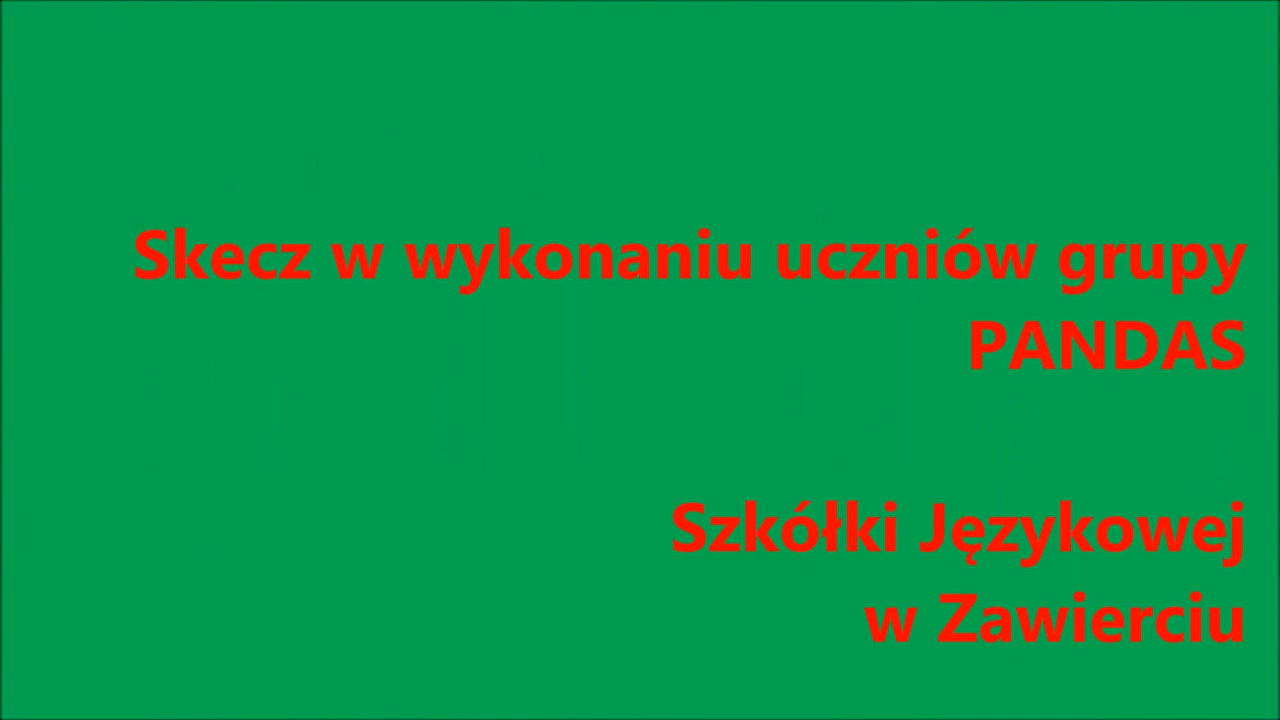 Skecz w wykonaniu uczniów grupy
PANDAS
Szkółki Językowej
w Zawierciu